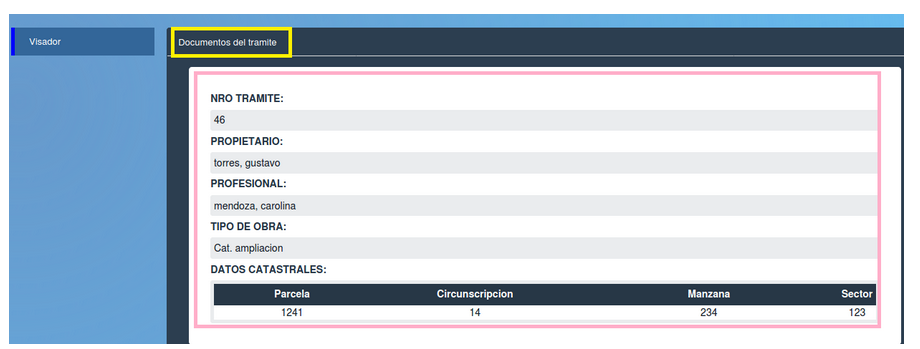 Visador
Documentos del tramite
NRO TRAMITE:
46
PROPIETARIO:
torres, gustavo
PROFESIONAL:
mendoza, carolina
TIPO DE OBRA:
Cat. ampliacion
DATOS CATASTRALES:
Parcela Circunscripcion Manzana Sector
1241 14 234 123